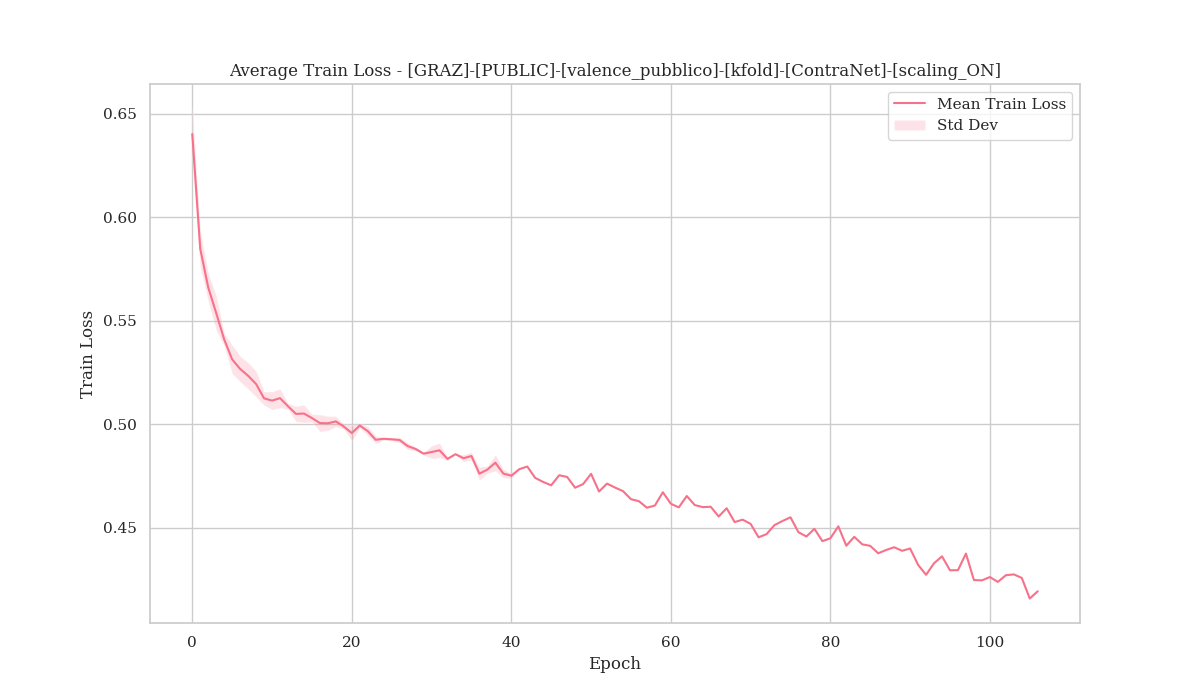 Average Train Loss - [GRAZ]-[PUBLIC]-[valence_pubblico]-[kfold]-[ContraNet]-[scaling_ON]
Mean Train Loss
Std Dev
Train Loss
0.65
0.60
0.55
0.50
0.45
0 20 40 60 80 100
Epoch